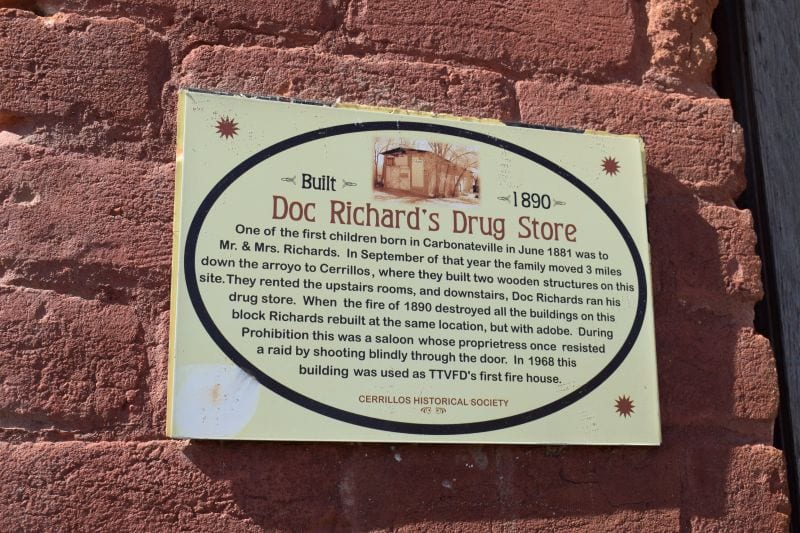 Built 1890
Doc Richard's Drug Store
One of the first children born in Carbonateville in June 1881 was to
Mr. & Mrs. Richards. In September of that year the family moved 3 miles
down the arroyo to Cerrillos, where they built two wooden structures on this
site. They rented the upstairs rooms, and downstairs, Doc Richards ran his
drug store. When the fire of 1890 destroyed all the buildings on this
block Richards rebuilt at the same location, but with adobe. During
Prohibition this was a saloon whose proprietress once resisted
a raid by shooting blindly through the door. In 1968 this
building was used as TTVFD's first fire house.
CERRILLOS HISTORICAL SOCIETY